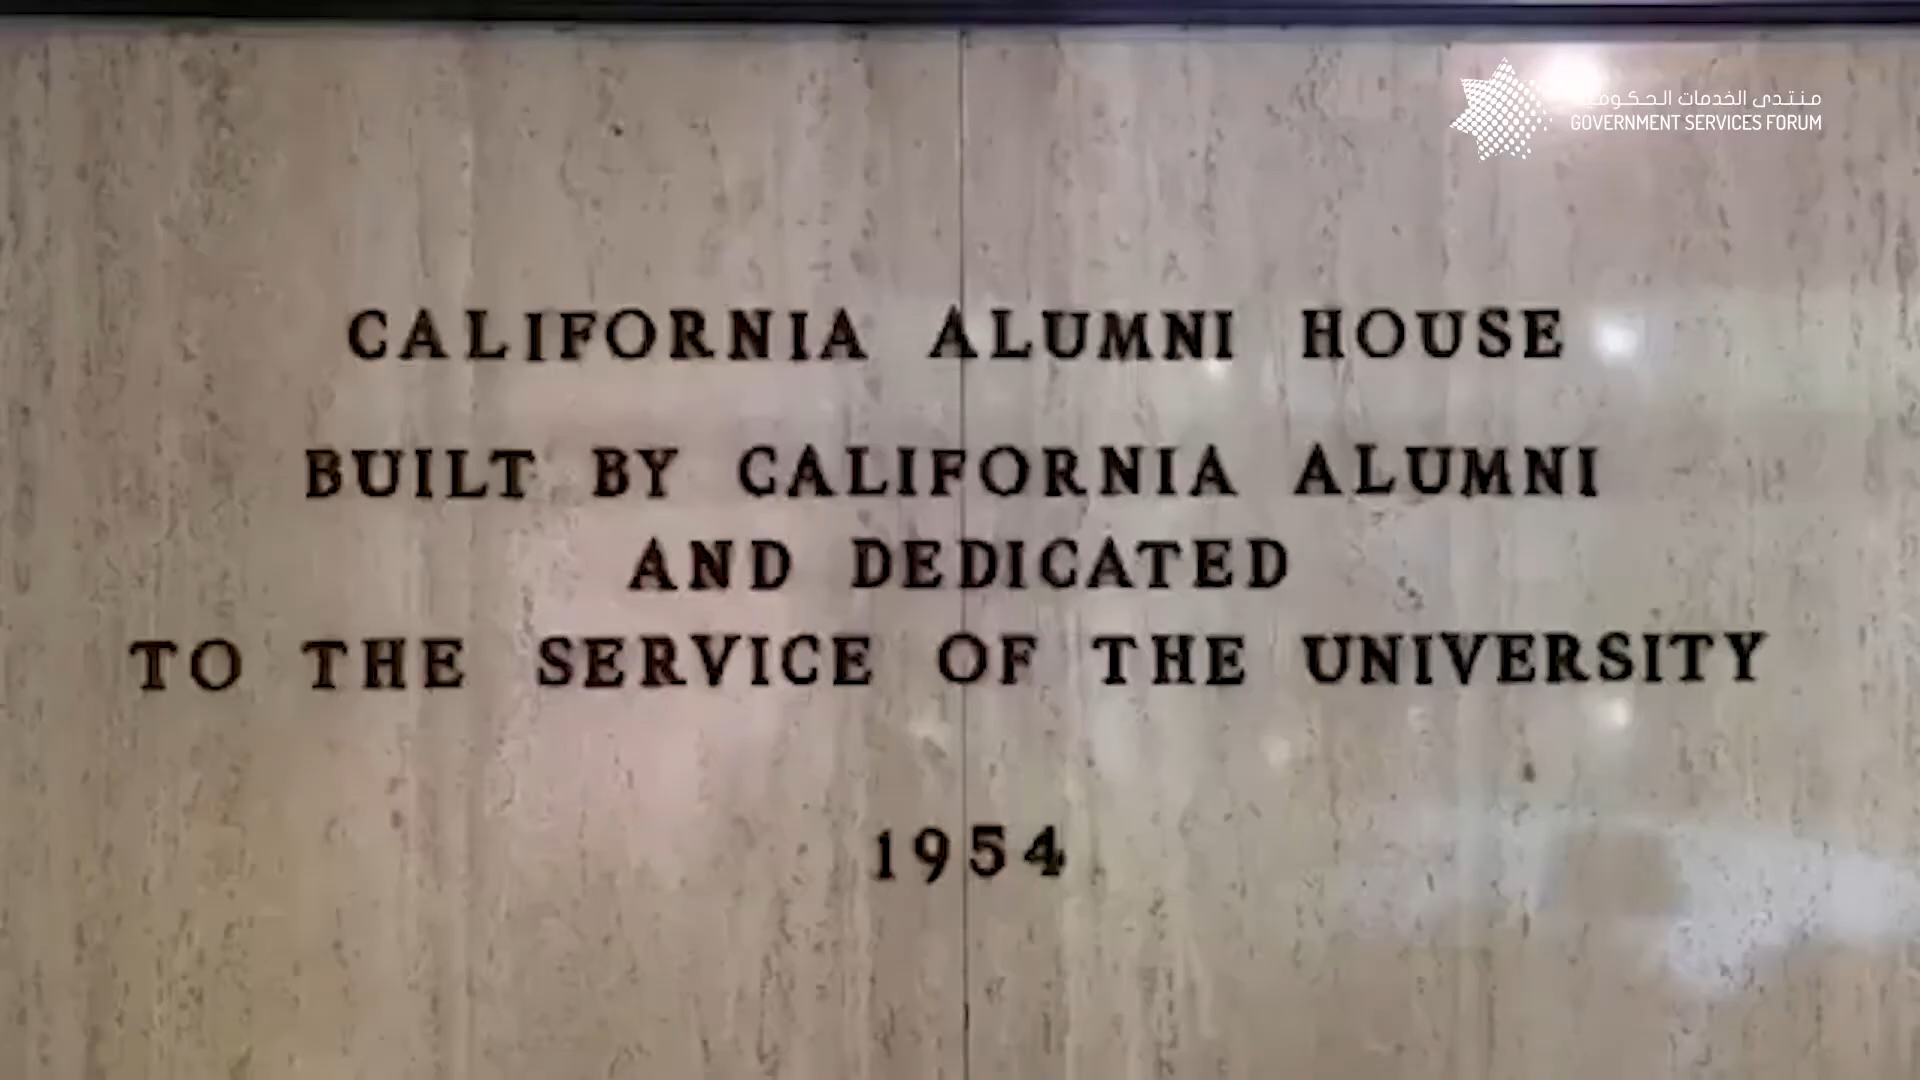 منتدى الخدمات الحكومية
GOVERNMENT SERVICES FORUM
CALIFORNIA ALUMNI HOUSE
BUILT BY CALIFORNIA ALUMNI
AND DEDICATED
TO THE SERVICE OF THE UNIVERSITY
1954